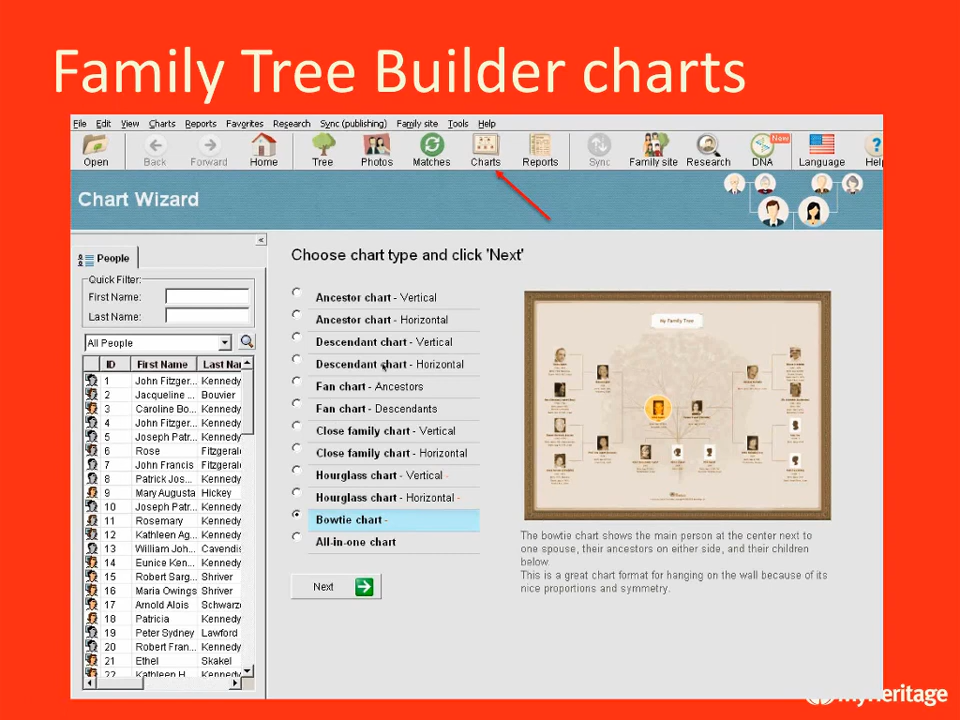 Family Tree Builder charts
File Edit View Charts Reports Favorites Research Sync (publishing) Family site Tools Help
Open Back Forward Home Tree Photos Matches Charts Reports Sync Family site Research DNA New Language Help
Chart Wizard
«
People
Choose chart type and click 'Next'
Quick Filter:
First Name:
Last Name:
All People
ID First Name Last Na
1 John Fitzger... Kennedy
2 Jacqueline ... Bouvier
3 Caroline Bo... Kennedy
4 John Fitzger... Kennedy
5 Joseph Patr... Kennedy
6 Rose Fitzgeral
7 John Francis Fitzgeral
8 Patrick Jos... Kennedy
9 Mary Augusta Hickey
10 Joseph Patr... Kennedy
11 Rosemary Kennedy
12 Kathleen Ag... Kennedy
13 William Joh... Cavendis
14 Eunice Ken... Kennedy
15 Robert Sarg... Shriver
16 Maria Owings Shriver
17 Arnold Alois Schwarz
18 Patricia Kennedy
19 Peter Sydney Lawford
20 Robert Fran... Kennedy
21 Ethel Skakel
22 Kathleen H Kennedy
Ancestor chart - Vertical
Ancestor chart - Horizontal
Descendant chart - Vertical
Descendant chart - Horizontal
Fan chart - Ancestors
Fan chart - Descendants
Close family chart - Vertical
Close family chart - Horizontal
Hourglass chart - Vertical -
Hourglass chart - Horizontal -
Bowtie chart -
All-in-one chart
Next
My Family Tree
The bowtie chart shows the main person at the center next to
one spouse, their ancestors on either side, and their children
below.
This is a great chart format for hanging on the wall because of its
nice proportions and symmetry.
myheritage